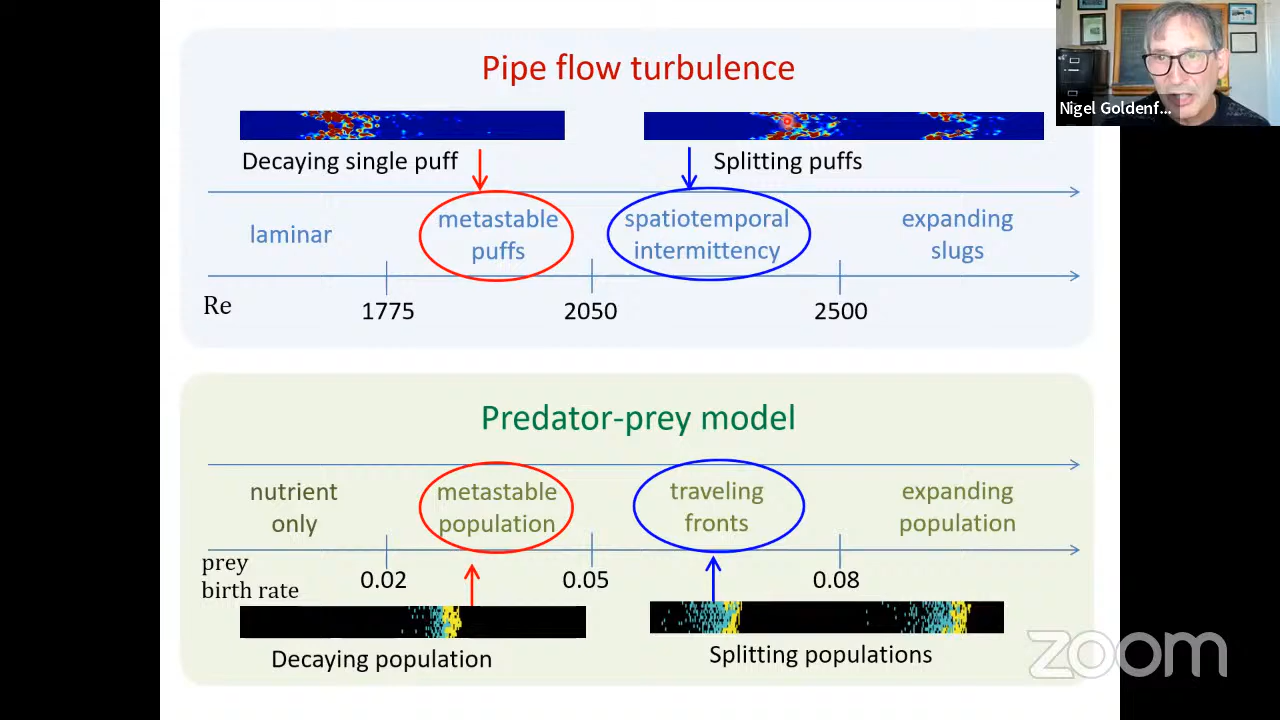 Pipe flow turbulence
Nigel Goldenf...
Decaying single puff
Splitting puffs
laminar
metastable
puffs
spatiotemporal
intermittency
expanding
slugs
Re
1775
2050
2500
Predator-prey model
nutrient
only
metastable
population
traveling
fronts
expanding
population
prey
birth rate
0.02
0.05
0.08
Decaying population
Splitting populations
zoom